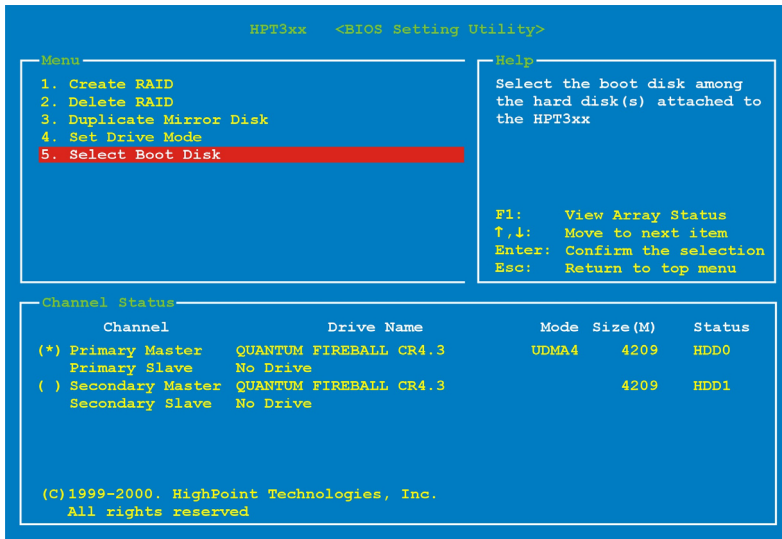 HPT3xx <BIOS Setting Utility>
Menu
1. Create RAID
2. Delete RAID
3. Duplicate Mirror Disk
4. Set Drive Mode
5. Select Boot Disk
Help
Select the boot disk among
the hard disk(s) attached to
the HPT3xx
F1: View Array Status
↑,↓: Move to next item
Enter: Confirm the selection
Esc: Return to top menu
Channel Status
Channel Drive Name Mode Size(M) Status
(*) Primary Master QUANTUM FIREBALL CR4.3 UDMA4 4209 HDD0
Primary Slave No Drive
( ) Secondary Master QUANTUM FIREBALL CR4.3 4209 HDD1
Secondary Slave No Drive
(C)1999-2000. HighPoint Technologies, Inc.
All rights reserved